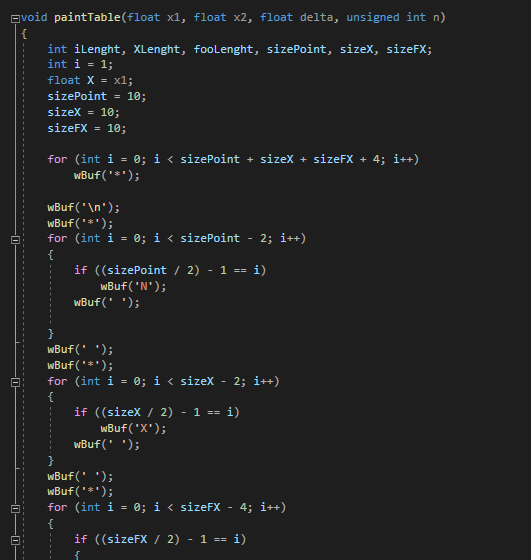 void paintTable(float x1, float x2, float delta, unsigned int n)
{
int iLenght, XLenght, fooLenght, sizePoint, sizeX, sizeFX;
int i = 1;
float X = x1;
sizePoint = 10;
sizeX = 10;
sizeFX = 10;
for (int i = 0; i < sizePoint + sizeX + sizeFX + 4; i++)
wBuf('*');
wBuf('\n');
wBuf('*');
for (int i = 0; i < sizePoint - 2; i++)
{
if ((sizePoint / 2) - 1 == i)
wBuf('N');
wBuf(' ');
}
wBuf(' ');
wBuf('*');
for (int i = 0; i < sizeX - 2; i++)
{
if ((sizeX / 2) - 1 == i)
wBuf('X');
wBuf(' ');
}
wBuf(' ');
wBuf('*');
for (int i = 0; i < sizeFX - 4; i++)
{
if ((sizeFX / 2) - 1 == i)
{